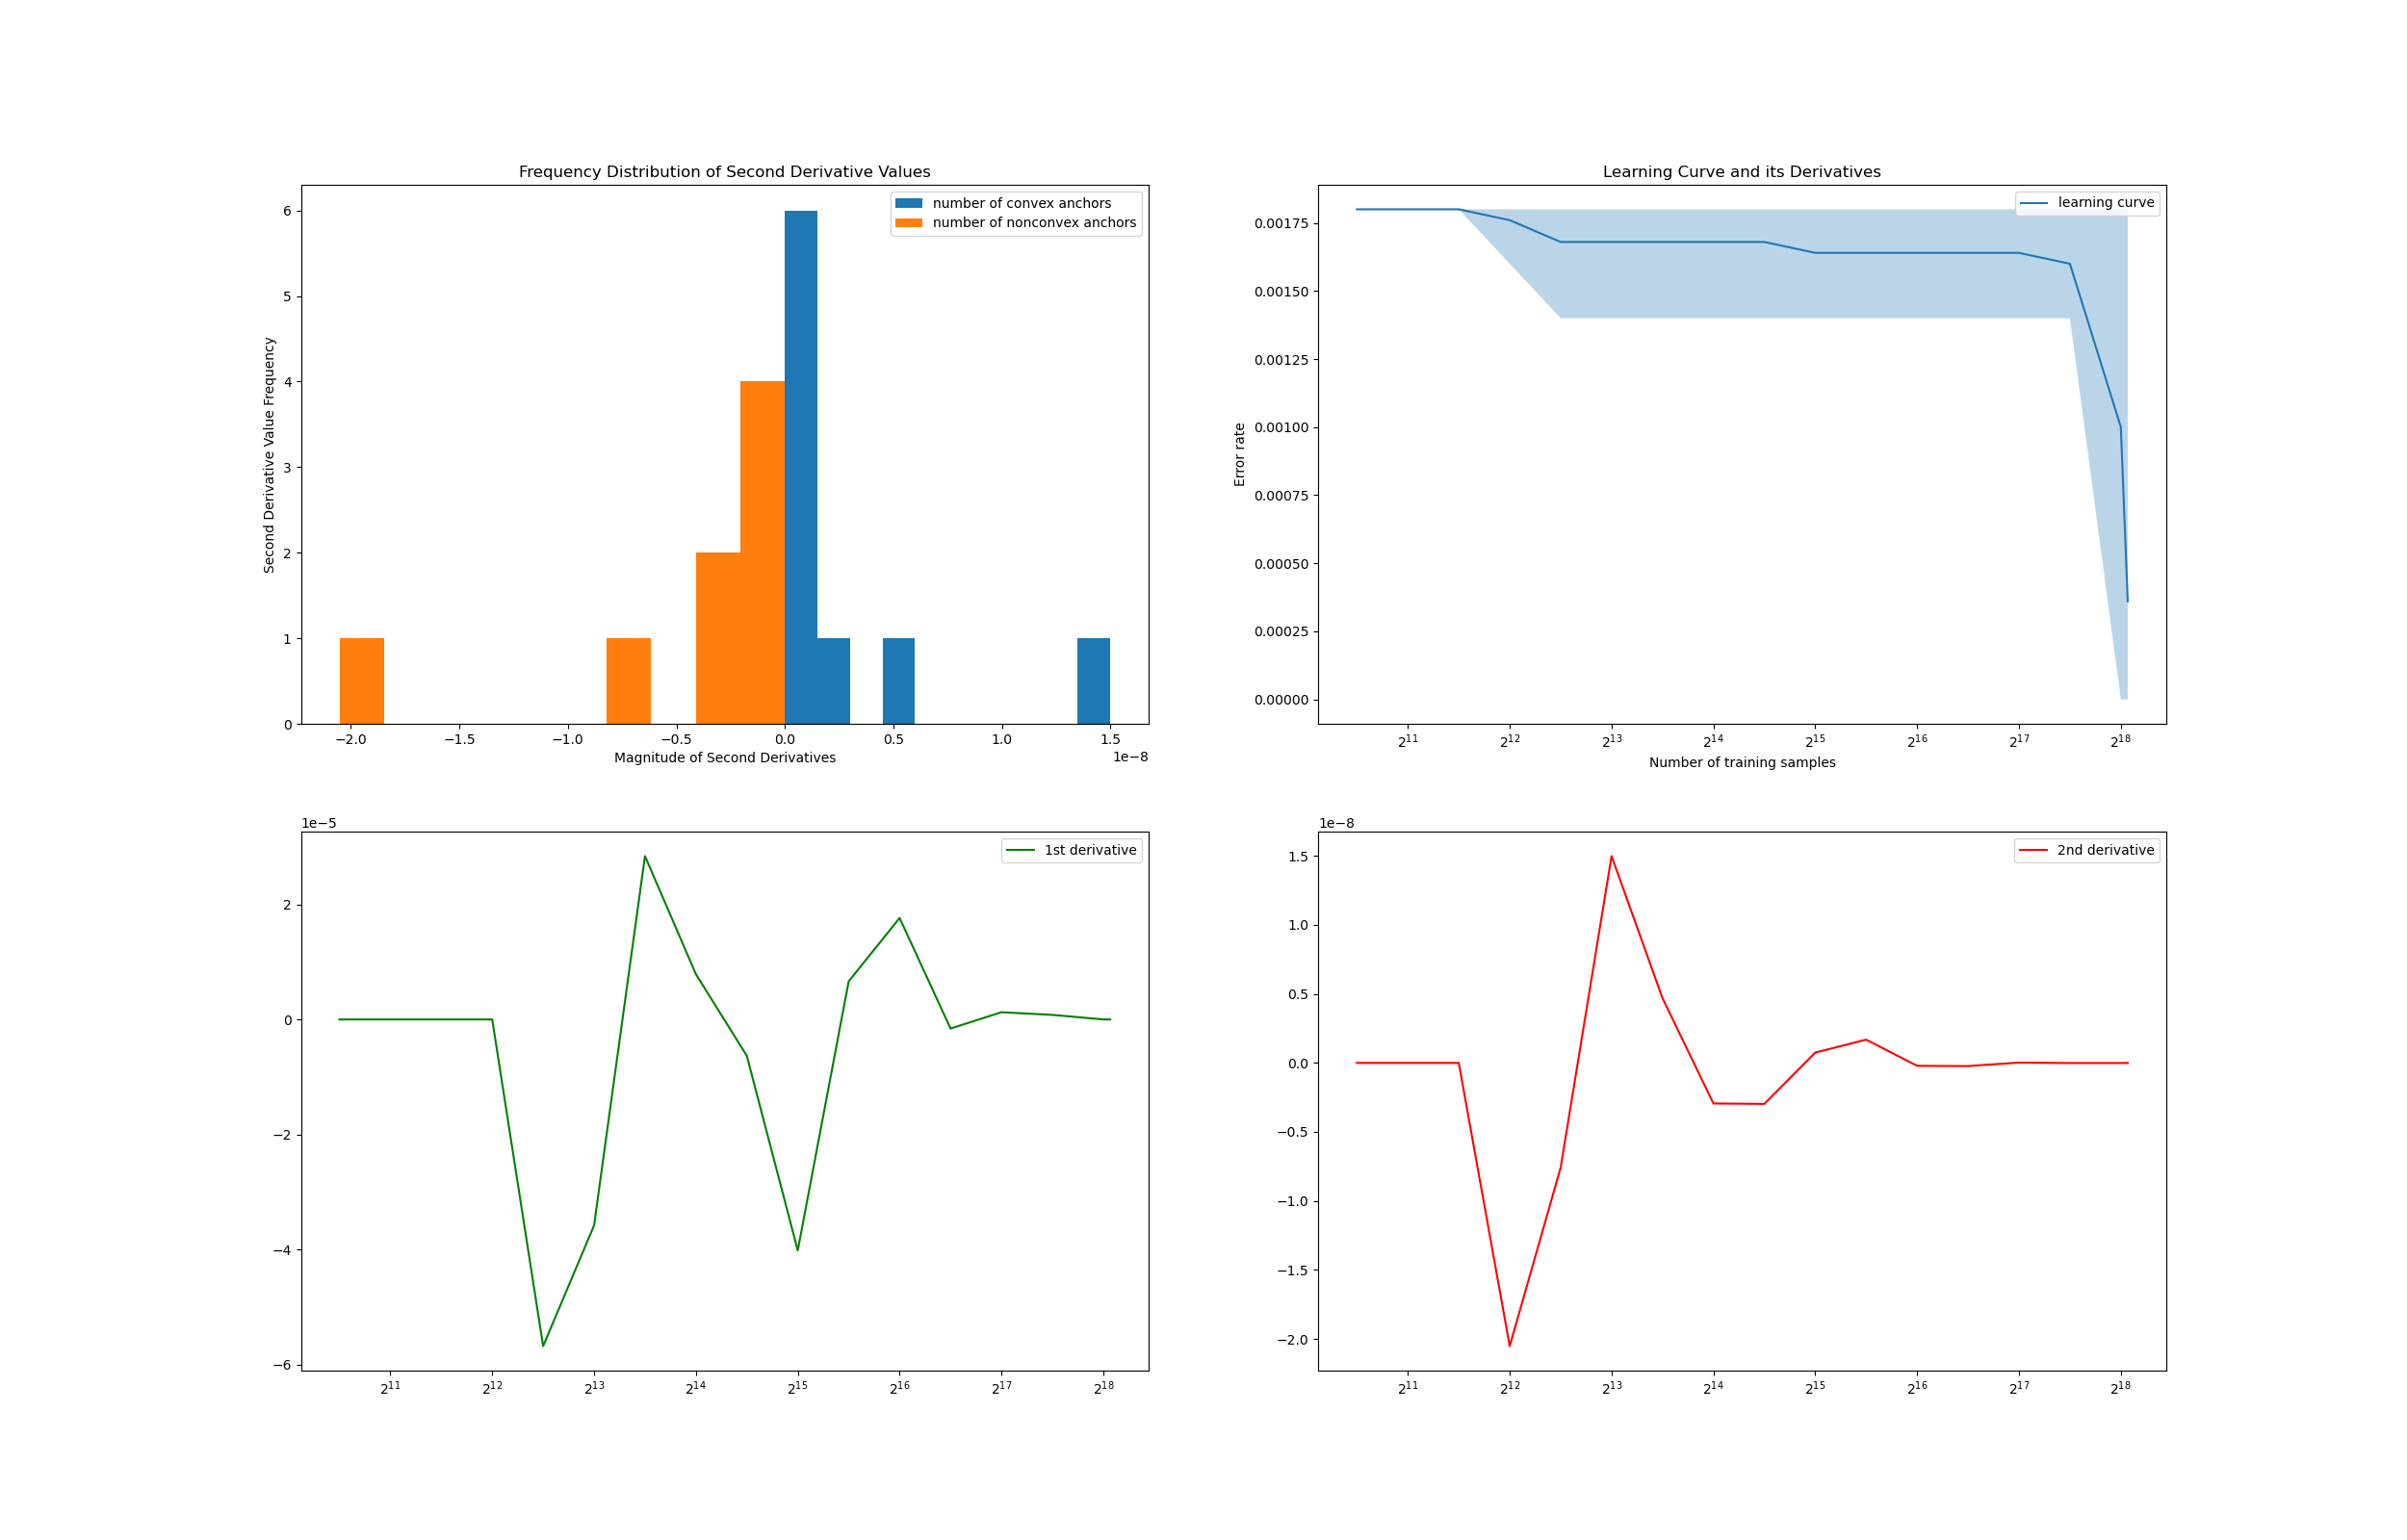 Frequency Distribution of Second Derivative Values
number of convex anchors
number of nonconvex anchors
Second Derivative Value Frequency
6
5
4
3
2
1
0
−2.0 −1.5 −1.0 −0.5 0.0 0.5 1.0 1.5
1e−8
Magnitude of Second Derivatives
Learning Curve and its Derivatives
learning curve
Error rate
0.00175
0.00150
0.00125
0.00100
0.00075
0.00050
0.00025
0.00000
2^11 2^12 2^13 2^14 2^15 2^16 2^17 2^18
Number of training samples
1e−5
1st derivative
2
0
−2
−4
−6
2^11 2^12 2^13 2^14 2^15 2^16 2^17 2^18
1e−8
2nd derivative
1.5
1.0
0.5
0.0
−0.5
−1.0
−1.5
−2.0
2^11 2^12 2^13 2^14 2^15 2^16 2^17 2^18